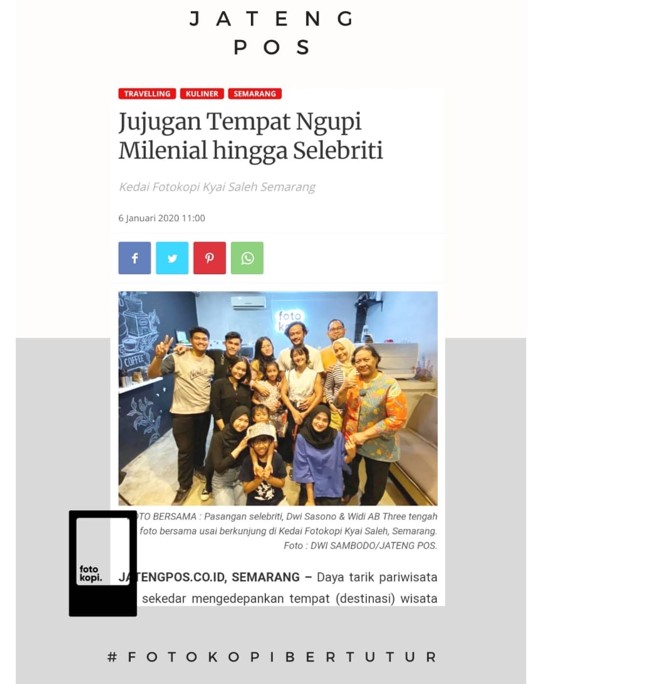 JATENG
POS
TRAVELLING KULINER SEMARANG
Jujugan Tempat Ngupi
Milenial hingga Selebriti
Kedai Fotokopi Kyai Saleh Semarang
6 Januari 2020 11:00
foto
COFFEE
TO BERSAMA : Pasangan selebriti, Dwi Sasono & Widi AB Three tengah
foto bersama usai berkunjung di Kedai Fotokopi Kyai Saleh, Semarang.
Foto : DWI SAMBODO/JATENG POS.
foto
kopi.
JATENGPOS.CO.ID, SEMARANG – Daya tarik pariwisata
sekedar mengedepankan tempat (destinasi) wisata
#FOTOKOPIBERTUTUR